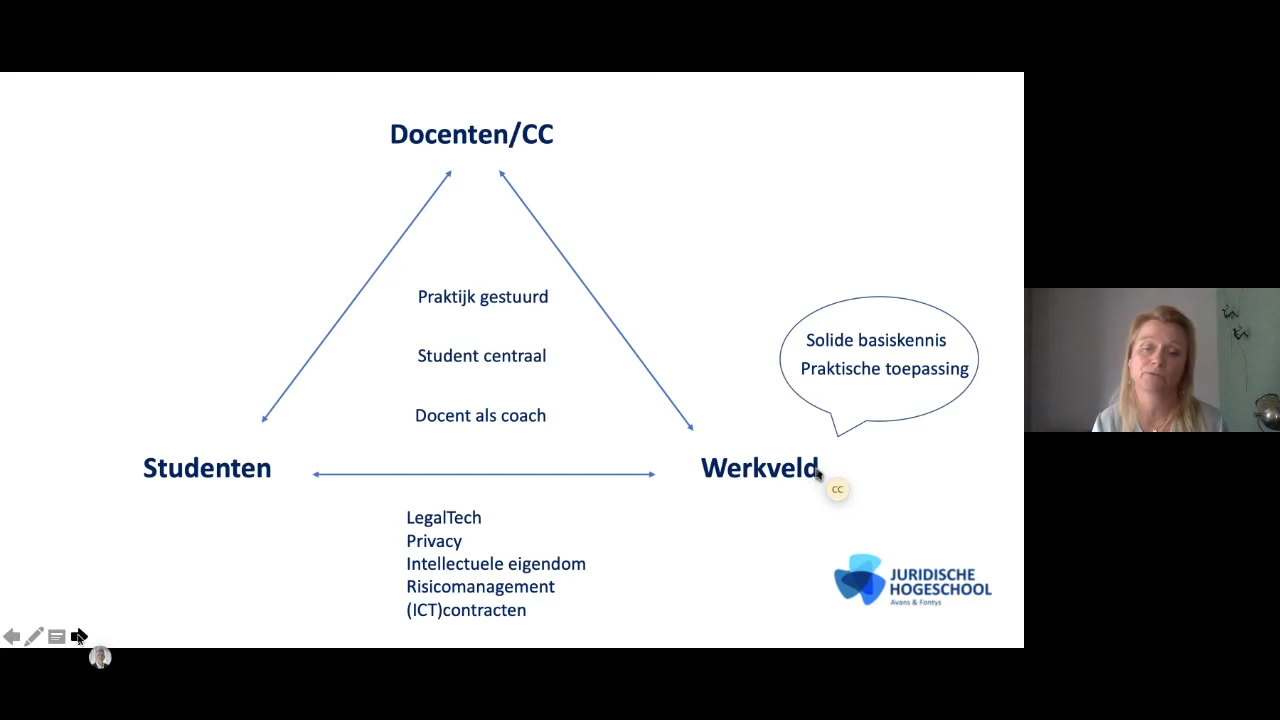 Docenten/CC
Praktijk gestuurd
Student centraal
Docent als coach
Solide basiskennis
Praktische toepassing
Studenten
Werkveld
CC
LegalTech
Privacy
Intellectuele eigendom
Risicomanagement
(ICT)contracten
JURIDISCHE
HOGESCHOOL
Avans & Fontys